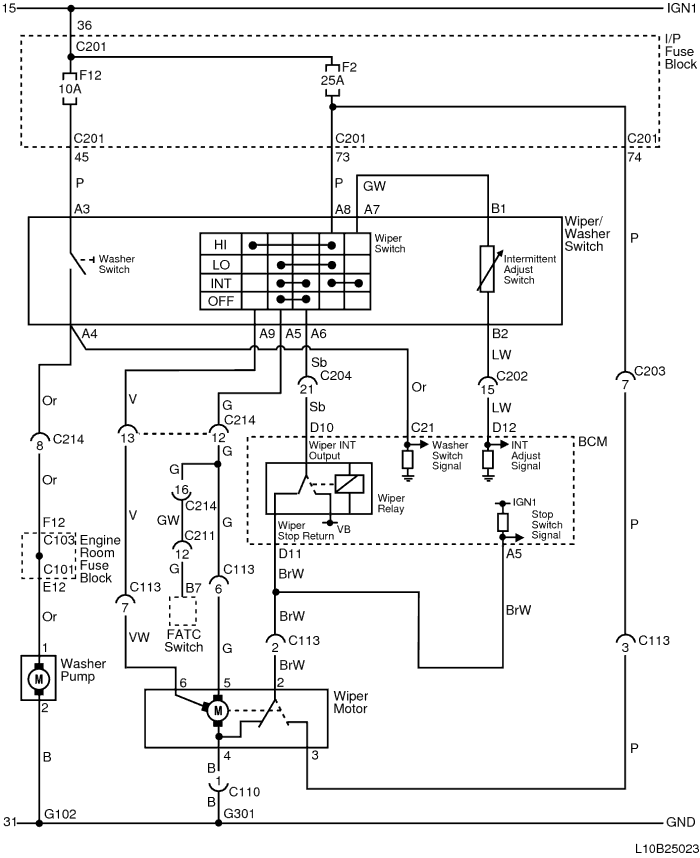 15
IGN1
36
C201
I/P
Fuse
Block
F12
10A
F2
25A
C201
C201
C201
45
73
74
P
P
GW
A3
A8
A7
B1
Wiper/
Washer
Switch
P
Washer
Switch
HI
LO
INT
OFF
Wiper
Switch
Intermittent
Adjust
Switch
A4
A9
A5
A6
B2
Sb
LW
C204
21
Or
C202
15
C203
7
Or
V
G
Sb
LW
C214
8
13
C214
12
D10
C21
D12
BCM
Wiper INT
Output
Washer
Switch
Signal
INT
Adjust
Signal
G
G
16
C214
Or
Wiper
Relay
IGN1
Stop
Switch
Signal
VB
Wiper
Stop Return
GW
V
G
P
F12
C103
C101
E12
Engine
Room
Fuse
Block
C211
12
D11
A5
G
BrW
B7
C113
7
C113
6
FATC
Switch
Or
BrW
BrW
VW
C113
2
C113
3
G
BrW
1
Washer
Pump
M
2
6
5
2
Wiper
Motor
M
4
3
B
P
B
1
C110
B
31
G102
G301
GND
L10B25023